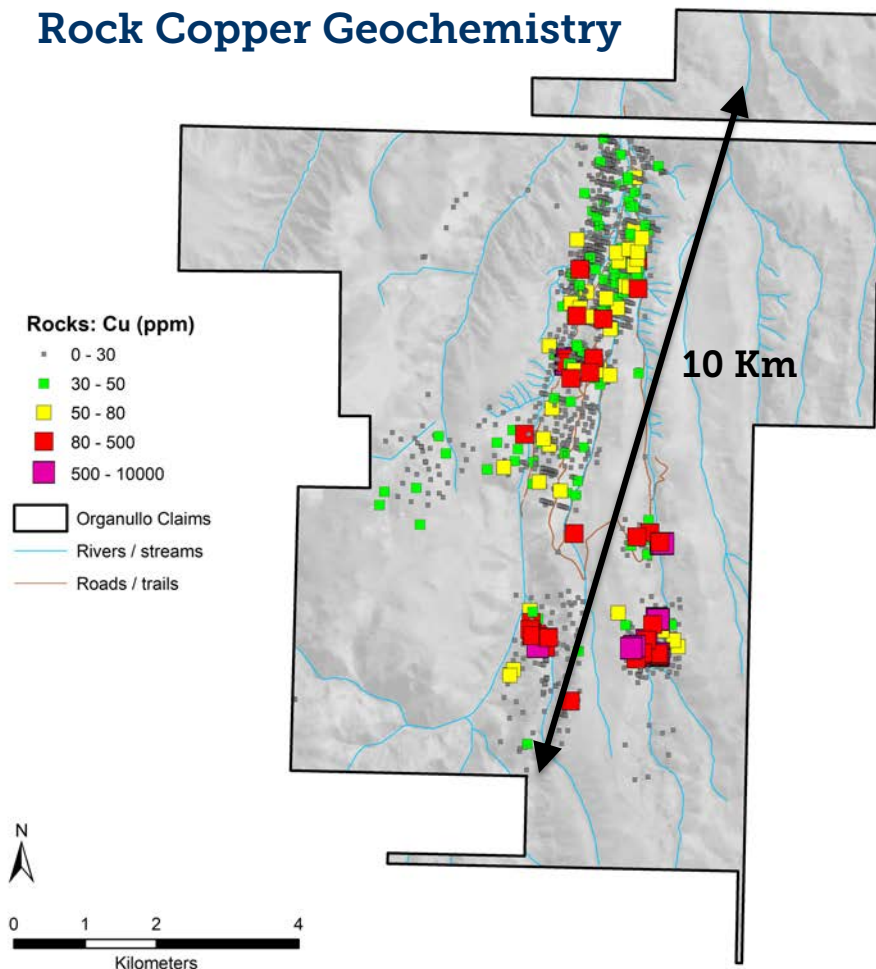 Rock Copper Geochemistry
10 Km
Rocks: Cu (ppm)
0 - 30
30 - 50
50 - 80
80 - 500
500 - 10000
Organullo Claims
Rivers / streams
Roads / trails
N
0 1 2 4
Kilometers